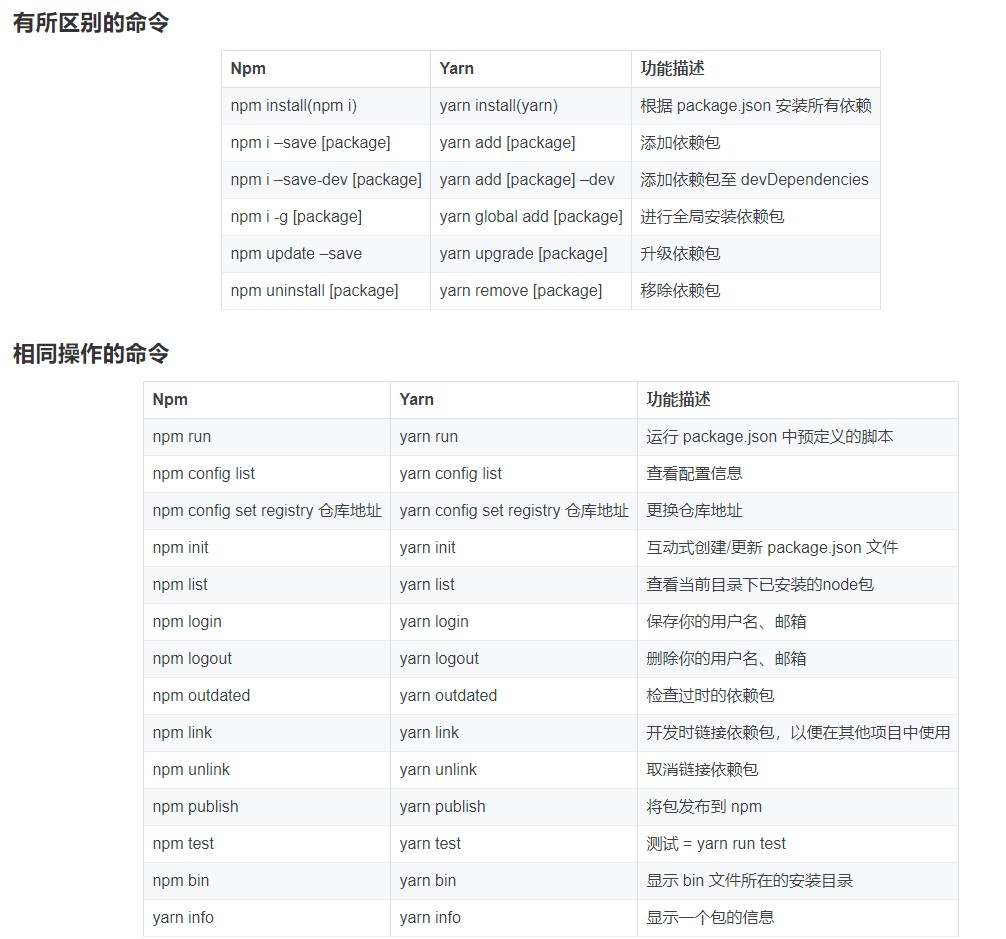 有所区别的命令
Npm Yarn 功能描述
npm install(npm i) yarn install(yarn) 根据 package.json 安装所有依赖
npm i –save [package] yarn add [package] 添加依赖包
npm i –save-dev [package] yarn add [package] –dev 添加依赖包至 devDependencies
npm i -g [package] yarn global add [package] 进行全局安装依赖包
npm update –save yarn upgrade [package] 升级依赖包
npm uninstall [package] yarn remove [package] 移除依赖包
相同操作的命令
Npm Yarn 功能描述
npm run yarn run 运行 package.json 中预定义的脚本
npm config list yarn config list 查看配置信息
npm config set registry 仓库地址 yarn config set registry 仓库地址 更换仓库地址
npm init yarn init 互动式创建/更新 package.json 文件
npm list yarn list 查看当前目录下已安装的node包
npm login yarn login 保存你的用户名、邮箱
npm logout yarn logout 删除你的用户名、邮箱
npm outdated yarn outdated 检查过时的依赖包
npm link yarn link 开发时链接依赖包，以便在其他项目中使用
npm unlink yarn unlink 取消链接依赖包
npm publish yarn publish 将包发布到 npm
npm test yarn test 测试 = yarn run test
npm bin yarn bin 显示 bin 文件所在的安装目录
yarn info yarn info 显示一个包的信息